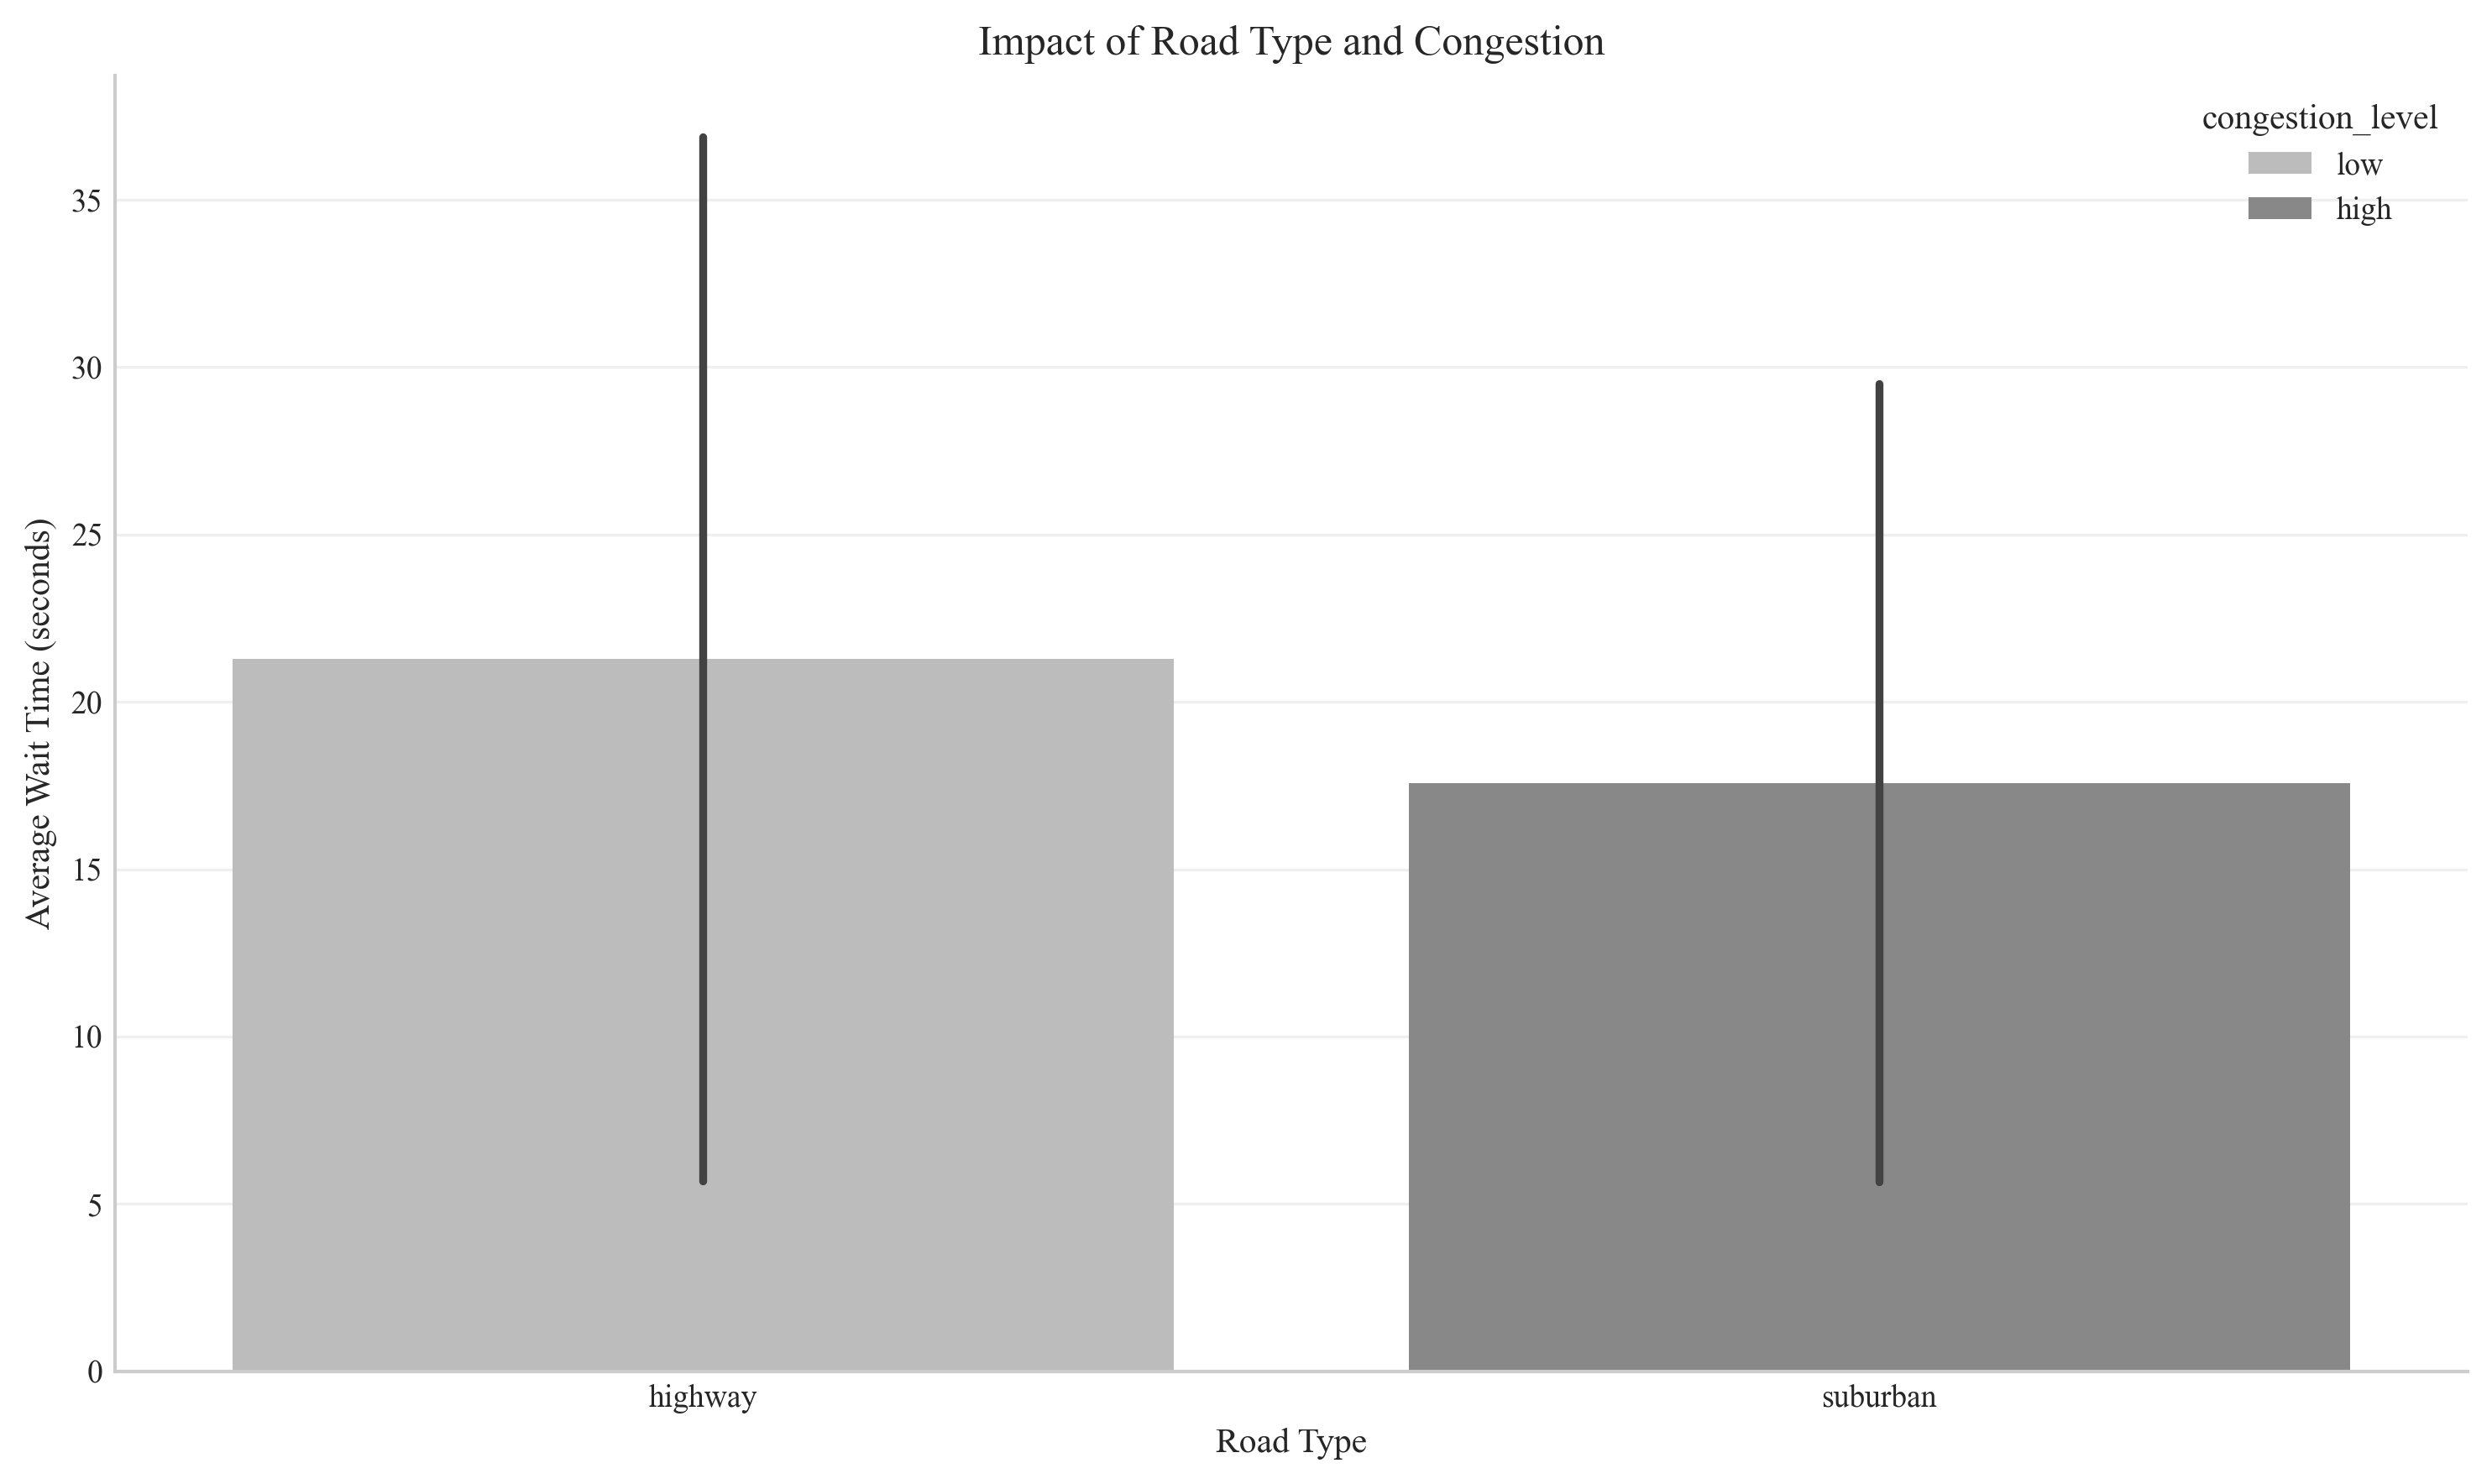 Impact of Road Type and Congestion
congestion_level
low
high
Average Wait Time (seconds)
35
30
25
20
15
10
5
0
highway
suburban
Road Type